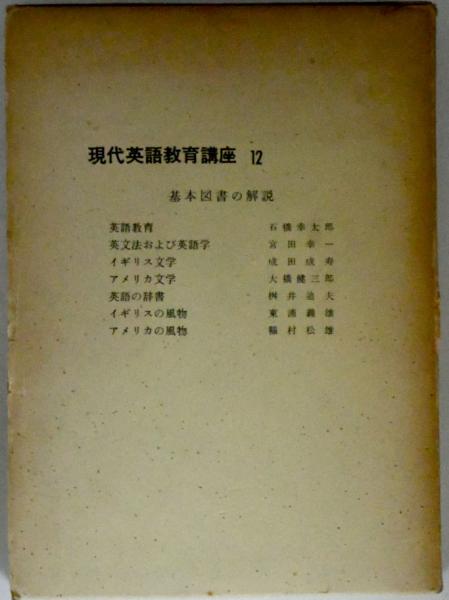 現代英語教育講座 12
基本図書の解説
英語教育 石橋幸太郎
英文法および英語学 宮田幸一
イギリス文学 成田成寿
アメリカ文学 大橋健三郎
英語の辞書 桝井迪夫
イギリスの風物 東浦義雄
アメリカの風物 稲村松雄